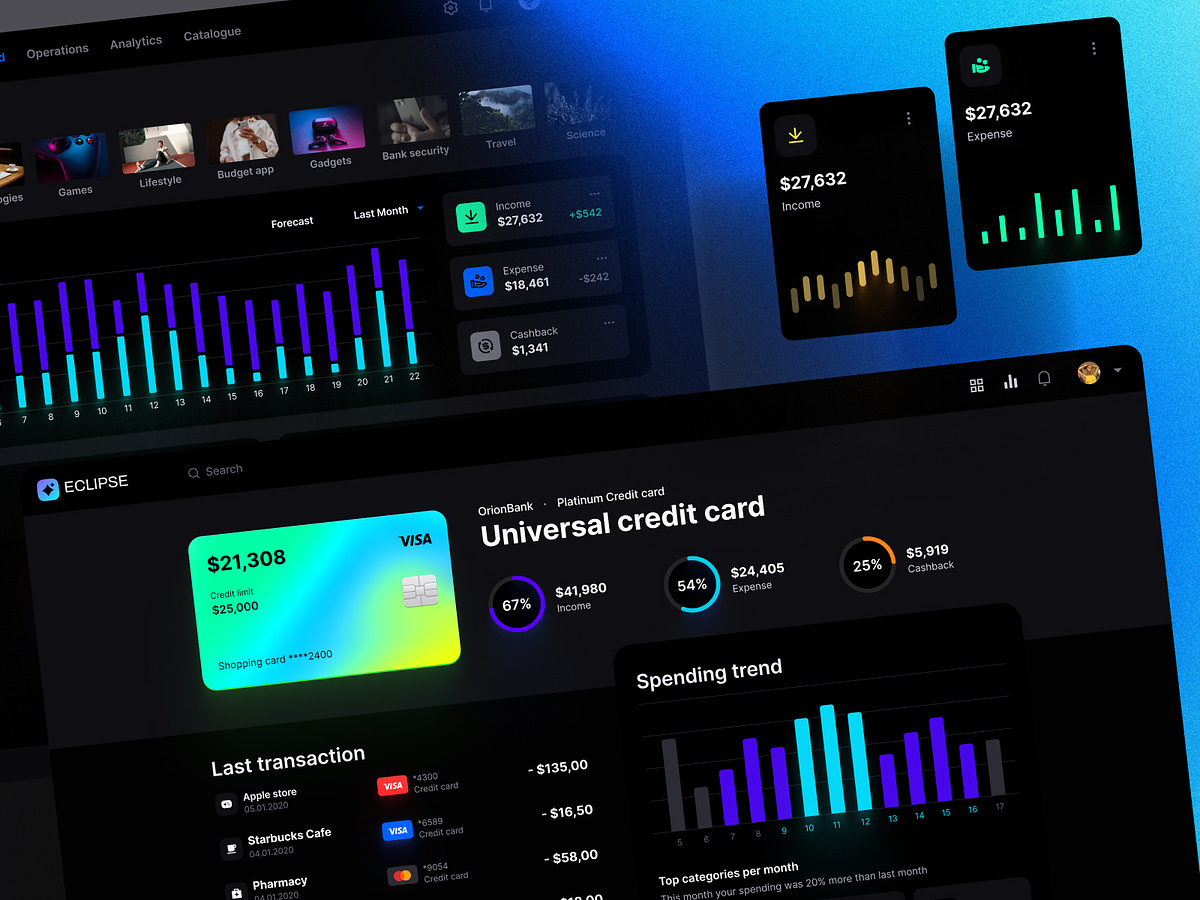 Operations
Analytics
Catalogue
Games
Lifestyle
Budget app
Gadgets
Bank security
Travel
Science
Forecast
Last Month
7 8 9 10 11 12 13 14 15 16 17 18 19 20 21 22
Income
$27,632
+$542
Expense
$18,461
-$242
Cashback
$1,341
$27,632
Income
$27,632
Expense
ECLIPSE
Search
$21,308
VISA
Credit limit
$25,000
Shopping card ****2400
OrionBank · Platinum Credit card
Universal credit card
67%
$41,980
Income
54%
$24,405
Expense
25%
$5,919
Cashback
Last transaction
Apple store
05.01.2020
VISA
*4300
Credit card
- $135,00
Starbucks Cafe
04.01.2020
VISA
*6589
Credit card
- $16,50
Pharmacy
04.01.2020
*9054
Credit card
- $58,00
Spending trend
5 6 7 8 9 10 11 12 13 14 15 16 17
Top categories per month
This month your spending was 20% more than last month